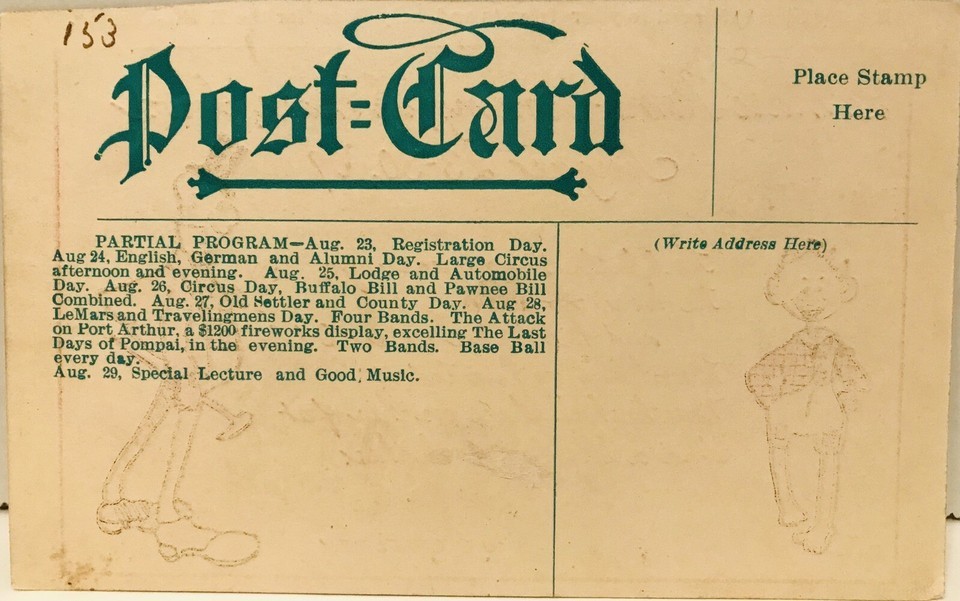 153
Post=Card
Place Stamp
Here
PARTIAL PROGRAM—Aug. 23, Registration Day.
Aug 24, English, German and Alumni Day. Large Circus
afternoon and evening. Aug. 25, Lodge and Automobile
Day. Aug. 26, Circus Day, Buffalo Bill and Pawnee Bill
Combined. Aug. 27, Old Settler and County Day. Aug 28,
LeMars and Travelingmens Day. Four Bands. The Attack
on Port Arthur, a $1200 fireworks display, excelling The Last
Days of Pompai, in the evening. Two Bands. Base Ball
every day.
Aug. 29, Special Lecture and Good Music.
(Write Address Here)